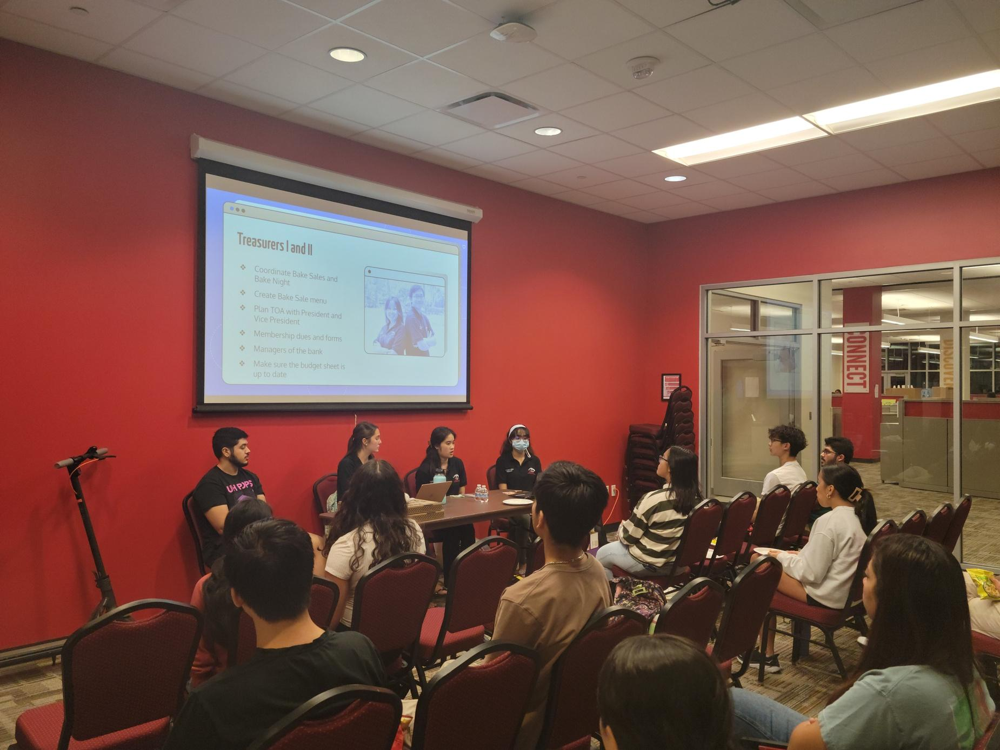 Treasurers I and II
❖ Coordinate Bake Sales and
Bake Night
❖ Create Bake Sale menu
❖ Plan TOA with President and
Vice President
❖ Membership dues and forms
❖ Managers of the bank
❖ Make sure the budget sheet is
up to date
UH PDPS
CONNECT
DISCOVER